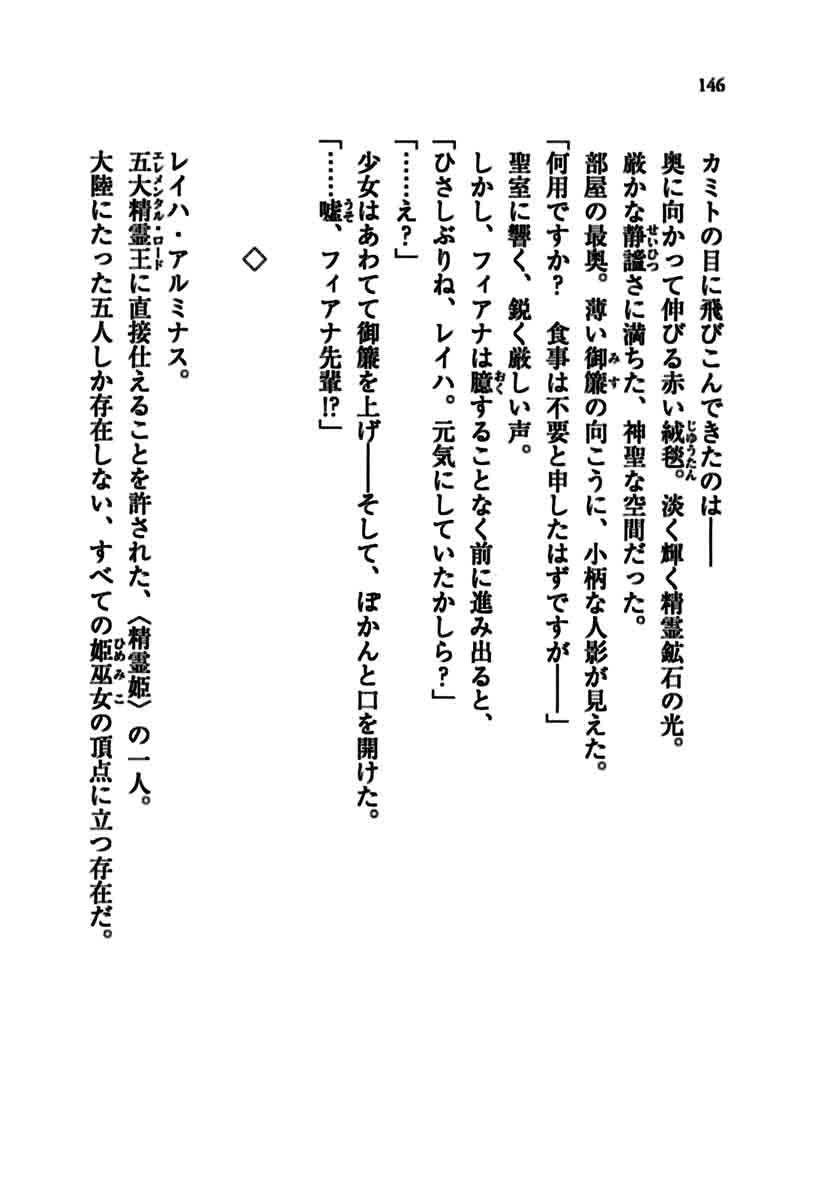 146
カミトの目に飛びこんできたのは――
奥に向かって伸びる赤い絨毯。淡く輝く精霊鉱石の光。
厳かな静謐さに満ちた、神聖な空間だった。
部屋の最奥。薄い御簾の向こうに、小柄な人影が見えた。
「何用ですか？　食事は不要と申したはずですが――」
聖室に響く、鋭く厳しい声。
しかし、フィアナは臆することなく前に進み出ると、
「ひさしぶりね、レイハ。元気にしていたかしら？」
「……え？」
少女はあわてて御簾を上げ――そして、ぽかんと口を開けた。
「……嘘、フィアナ先輩!?」
◇
レイハ・アルミナス。
五大精霊王に直接仕えることを許された、〈精霊姫〉の一人。
大陸にたった五人しか存在しない、すべての姫巫女の頂点に立つ存在だ。